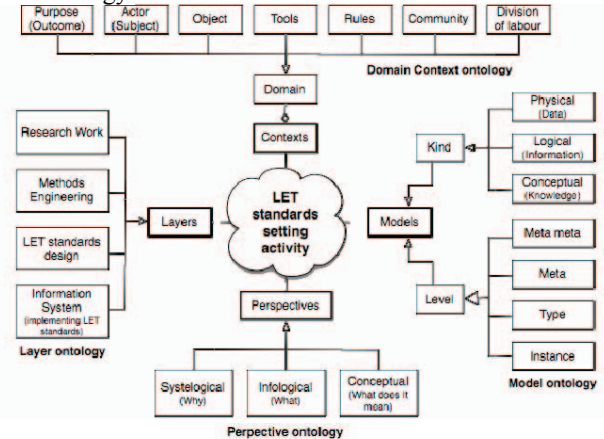 Purpose
(Outcome)
Actor
(Subject)
Object
Tools
Rules
Community
Division
of labour
Domain Context ontology
Domain
Contexts
Research Work
Methods
Engineering
LET standards
design
Information
System
(implementing LET
standards)
Layer ontology
Layers
LET
standards
setting
activity
Models
Kind
Physical
(Data)
Logical
(Information)
Conceptual
(Knowledge)
Level
Meta meta
Meta
Type
Instance
Model ontology
Perspectives
Systelogical
(Why)
Infological
(What)
Conceptual
(What does it
mean)
Perpective ontology